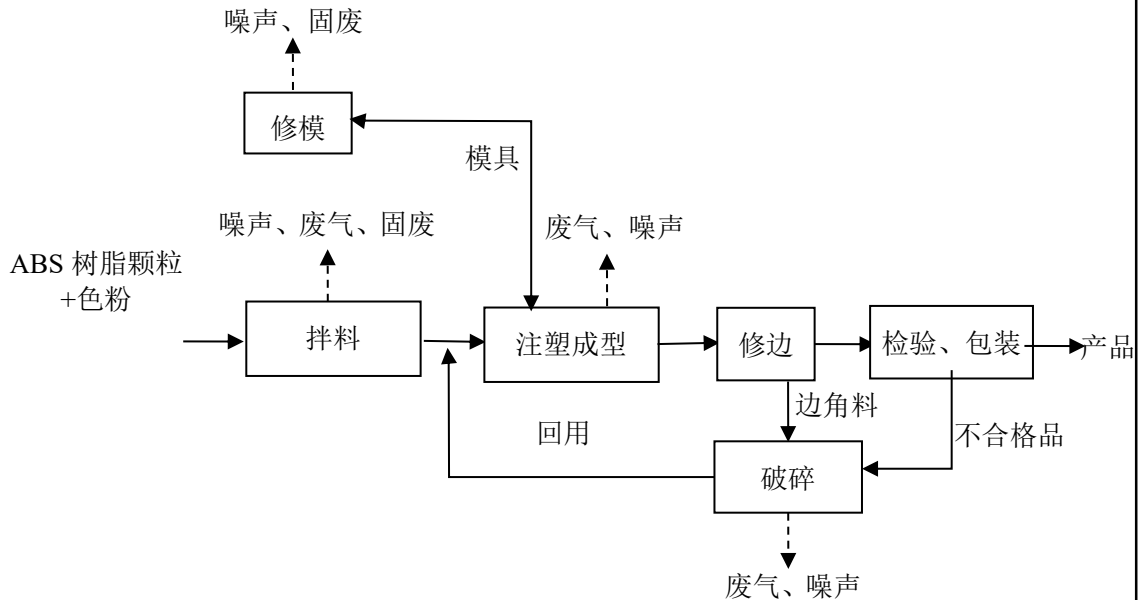 噪声、固废
修模
模具
噪声、废气、固废
废气、噪声
ABS 树脂颗粒
+色粉
拌料
注塑成型
修边
检验、包装
产品
边角料
回用
不合格品
破碎
废气、噪声